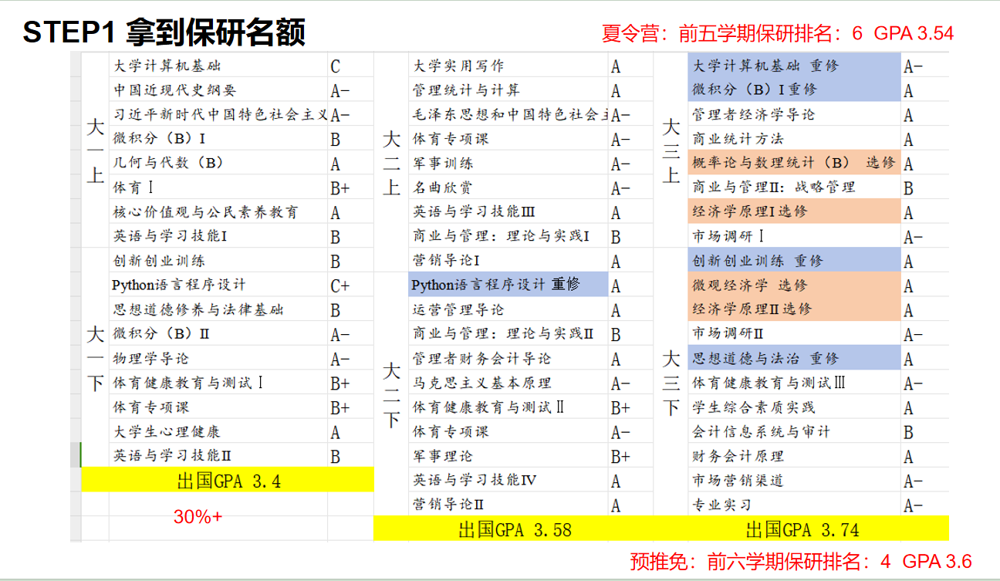 STEP1 拿到保研名额
夏令营：前五学期保研排名：6 GPA 3.54
大一上
大学计算机基础 C
中国近现代史纲要 A-
习近平新时代中国特色社会主义 A-
微积分（B）I B
几何与代数（B） A
体育Ⅰ B+
核心价值观与公民素养教育 A
英语与学习技能I B
大一下
创新创业训练 B
Python语言程序设计 C+
思想道德修养与法律基础 B
微积分（B）II A-
物理学导论 A-
体育健康教育与测试Ⅰ B+
体育专项课 B+
大学生心理健康 A
英语与学习技能II B
出国GPA 3.4
30%+
大二上
大学实用写作 A
管理统计与计算 A
毛泽东思想和中国特色社会主 A-
体育专项课 A-
军事训练 A-
名曲欣赏 A-
英语与学习技能III A
商业与管理：理论与实践I B
营销导论I A
大二下
Python语言程序设计 重修 A
运营管理导论 A
商业与管理：理论与实践II B
管理者财务会计导论 A
马克思主义基本原理 A-
体育健康教育与测试Ⅱ B+
体育专项课 A-
军事理论 B+
英语与学习技能IV A
营销导论II A
出国GPA 3.58
大三上
大学计算机基础 重修 A-
微积分（B）I重修 A
管理者经济学导论 A
商业统计方法 A
概率论与数理统计（B） 选修 A
商业与管理II：战略管理 B
经济学原理I选修 A
市场调研Ⅰ A-
大三下
创新创业训练 重修 A
微观经济学 选修 A
经济学原理II选修 A
市场调研II A-
思想道德与法治 重修 A
体育健康教育与测试Ⅲ A-
学生综合素质实践 A
会计信息系统与审计 B
财务会计原理 A
市场营销渠道 A-
专业实习 A-
出国GPA 3.74
预推免：前六学期保研排名：4 GPA 3.6